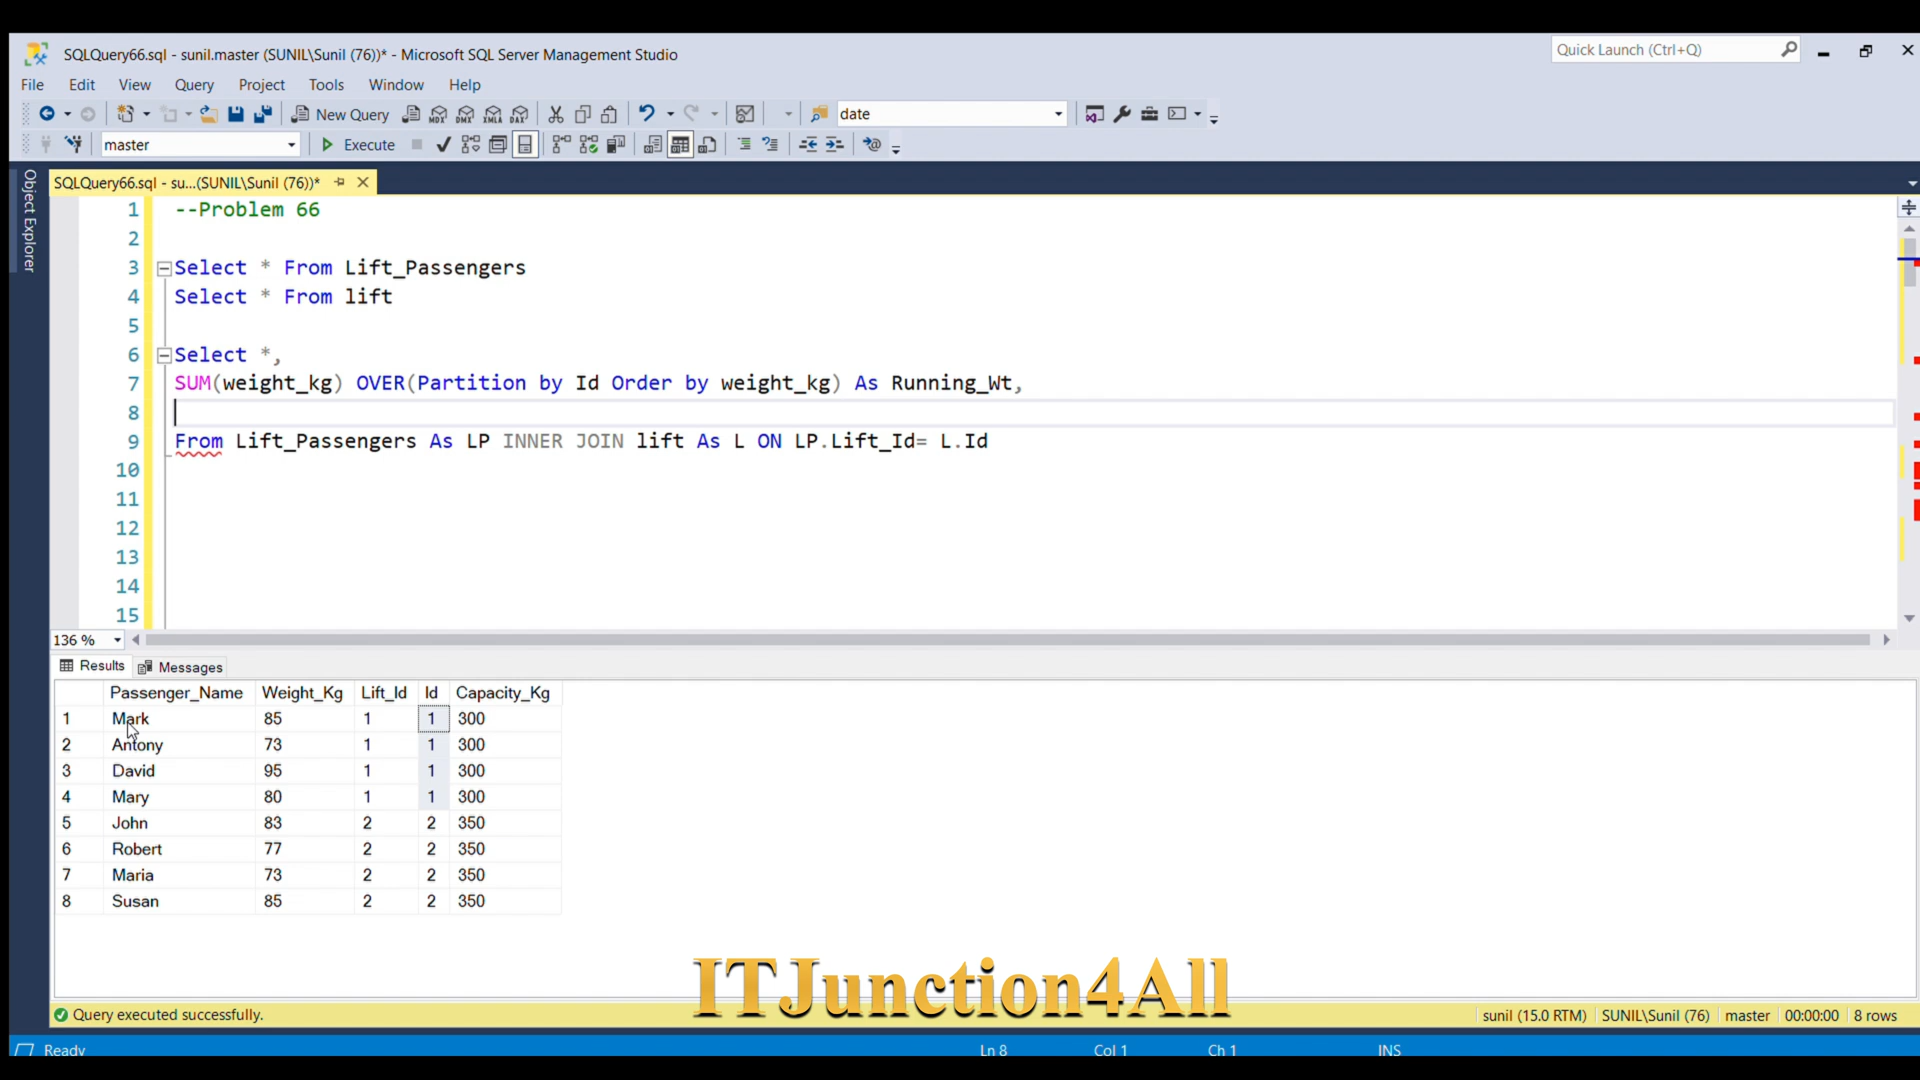 SQLQuery66.sql - sunil.master (SUNIL\Sunil (76))* - Microsoft SQL Server Management Studio
Quick Launch (Ctrl+Q)
File Edit View Query Project Tools Window Help
New Query
MDX DMX XMLA DAX
date
master
Execute
Object Explorer
SQLQuery66.sql - su...(SUNIL\Sunil (76))*
1 --Problem 66
2
3 Select * From Lift_Passengers
4 Select * From lift
5
6 Select *,
7 SUM(weight_kg) OVER(Partition by Id Order by weight_kg) As Running_Wt,
8
9 From Lift_Passengers As LP INNER JOIN lift As L ON LP.Lift_Id= L.Id
10
11
12
13
14
15
136 %
Results Messages
Passenger_Name Weight_Kg Lift_Id Id Capacity_Kg
1 Mark 85 1 1 300
2 Antony 73 1 1 300
3 David 95 1 1 300
4 Mary 80 1 1 300
5 John 83 2 2 350
6 Robert 77 2 2 350
7 Maria 73 2 2 350
8 Susan 85 2 2 350
ITJunction4All
Query executed successfully.
sunil (15.0 RTM) SUNIL\Sunil (76) master 00:00:00 8 rows
Ready Ln 8 Col 1 Ch 1 INS